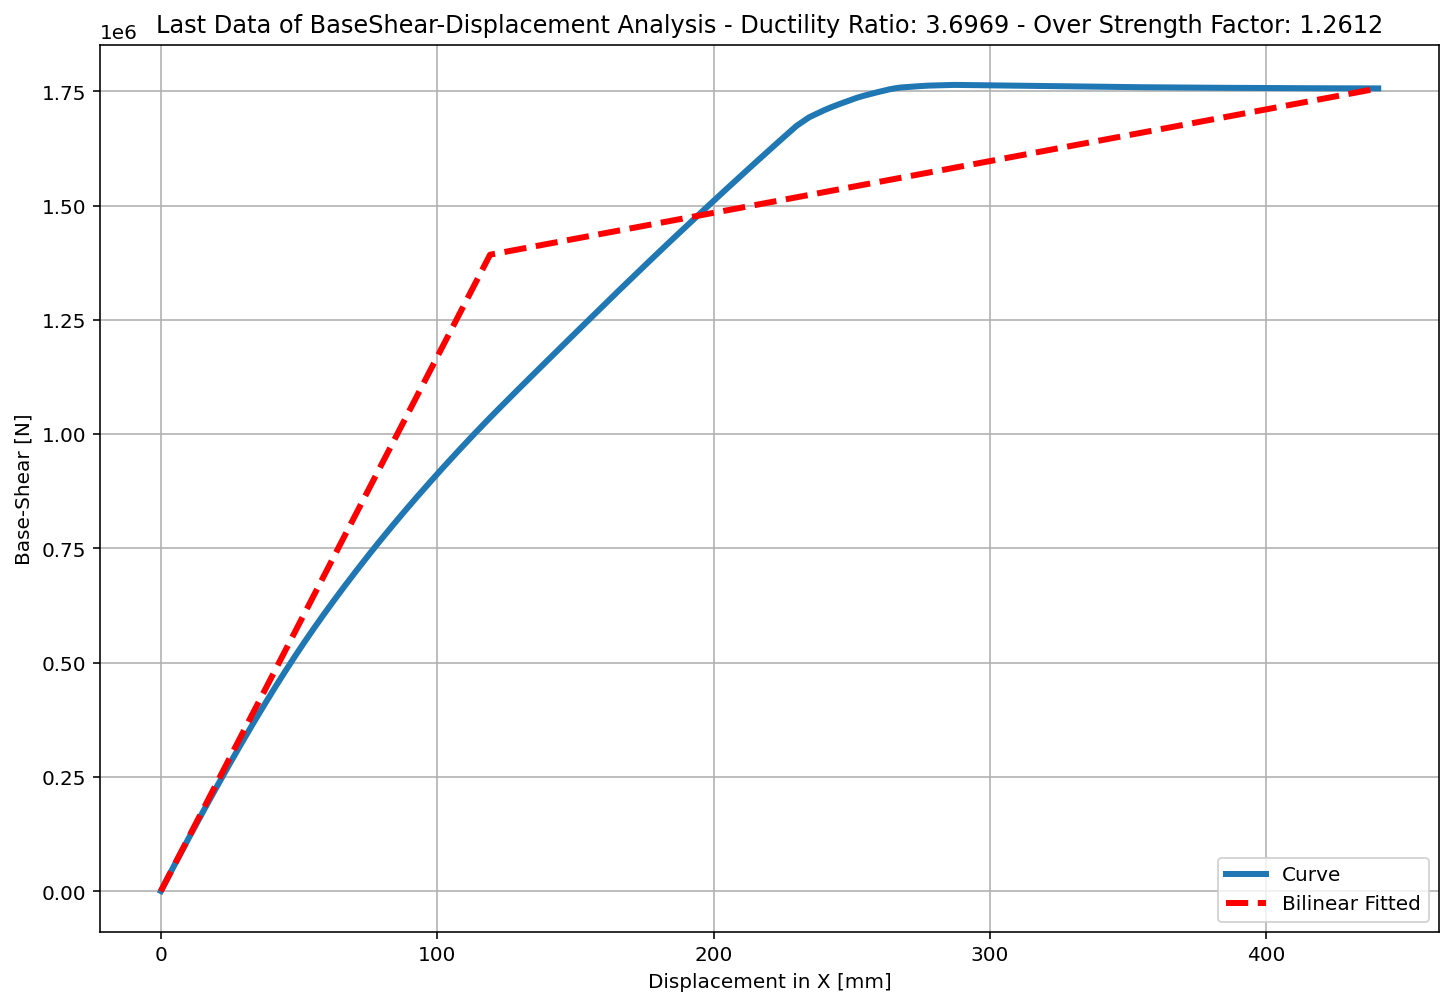 Last Data of BaseShear-Displacement Analysis - Ductility Ratio: 3.6969 - Over Strength Factor: 1.2612
1e6
1.75
1.50
1.25
1.00
0.75
0.50
0.25
0.00
Base-Shear [N]
0 100 200 300 400
Displacement in X [mm]
Curve
Bilinear Fitted